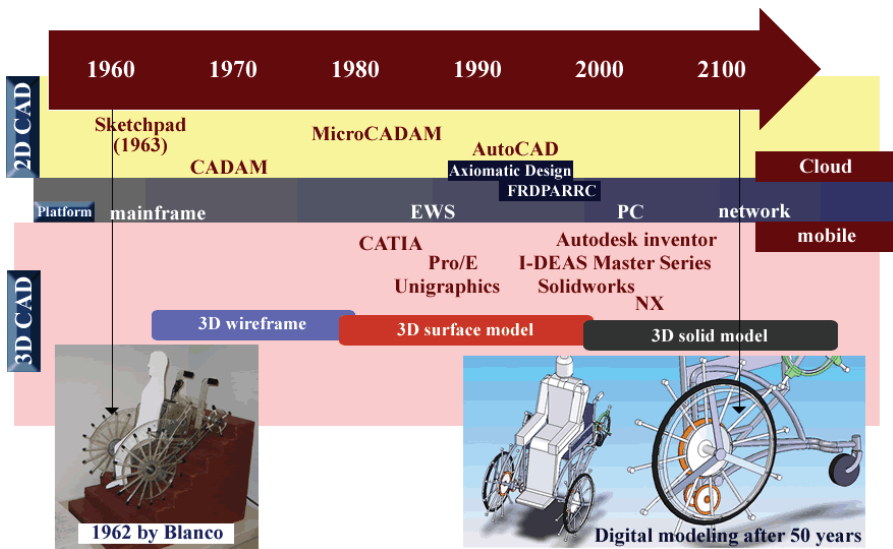 1960 1970 1980 1990 2000 2100
2D CAD
Sketchpad
(1963)
MicroCADAM
CADAM
AutoCAD
Axiomatic Design
FRDPARRC
Cloud
Platform
mainframe
EWS
PC
network
mobile
3D CAD
CATIA
Autodesk inventor
Pro/E
I-DEAS Master Series
Unigraphics
Solidworks
NX
3D wireframe
3D surface model
3D solid model
1962 by Blanco
Digital modeling after 50 years